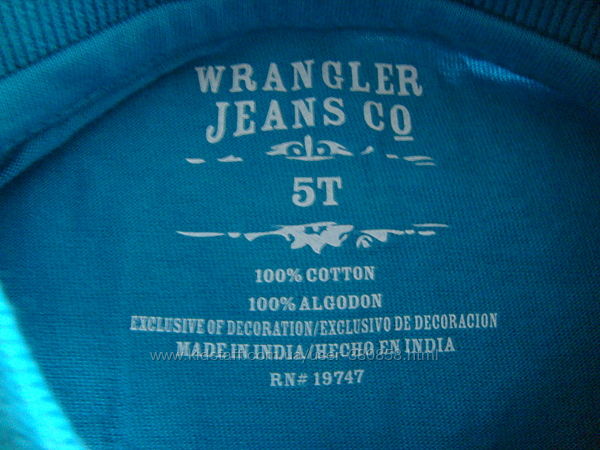 WRANGLER
JEANS CO
5T
100% COTTON
100% ALGODON
EXCLUSIVE OF DECORATION/EXCLUSIVO DE DECORACION
MADE IN INDIA/HECHO EN INDIA
RN# 19747